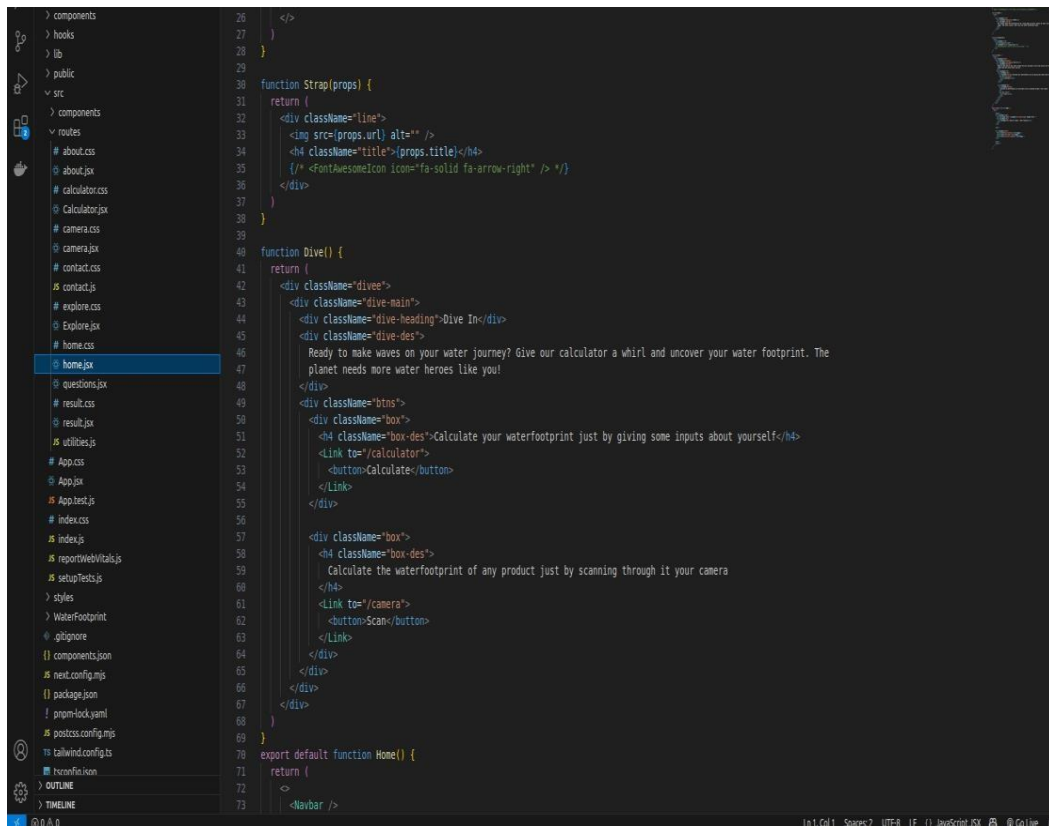 > components
> hooks
> lib
> public
∨ src
> components
∨ routes
# about.css
about.jsx
# calculator.css
Calculator.jsx
# camera.css
camera.jsx
# contact.css
JS contact.js
# explore.css
Explore.jsx
# home.css
home.jsx
questions.jsx
# result.css
result.jsx
JS utilities.js
# App.css
App.jsx
JS App.test.js
# index.css
JS index.js
JS reportWebVitals.js
JS setupTests.js
> styles
> WaterFootprint
.gitignore
{} components.json
JS next.config.mjs
{} package.json
! pnpm-lock.yaml
JS postcss.config.mjs
TS tailwind.config.ts
tsconfig.json
> OUTLINE
> TIMELINE
2
26 </>
27 )
28 }
29
30 function Strap(props) {
31 return (
32 <div className="line">
33 <img src={props.url} alt="" />
34 <h4 className="title">{props.title}</h4>
35 {/* <FontAwesomeIcon icon="fa-solid fa-arrow-right" /> */}
36 </div>
37 )
38 }
39
40 function Dive() {
41 return (
42 <div className="divee">
43 <div className="dive-main">
44 <div className="dive-heading">Dive In</div>
45 <div className="dive-des">
46 Ready to make waves on your water journey? Give our calculator a whirl and uncover your water footprint. The
47 planet needs more water heroes like you!
48 </div>
49 <div className="btns">
50 <div className="box">
51 <h4 className="box-des">Calculate your waterfootprint just by giving some inputs about yourself</h4>
52 <Link to="/calculator">
53 <button>Calculate</button>
54 </Link>
55 </div>
56
57 <div className="box">
58 <h4 className="box-des">
59 Calculate the waterfootprint of any product just by scanning through it your camera
60 </h4>
61 <Link to="/camera">
62 <button>Scan</button>
63 </Link>
64 </div>
65 </div>
66 </div>
67 </div>
68 )
69 }
70 export default function Home() {
71 return (
72 <>
73 <Navbar />
0 0 Ln 1, Col 1 Spaces: 2 UTF-8 LF {} JavaScript JSX Go Live